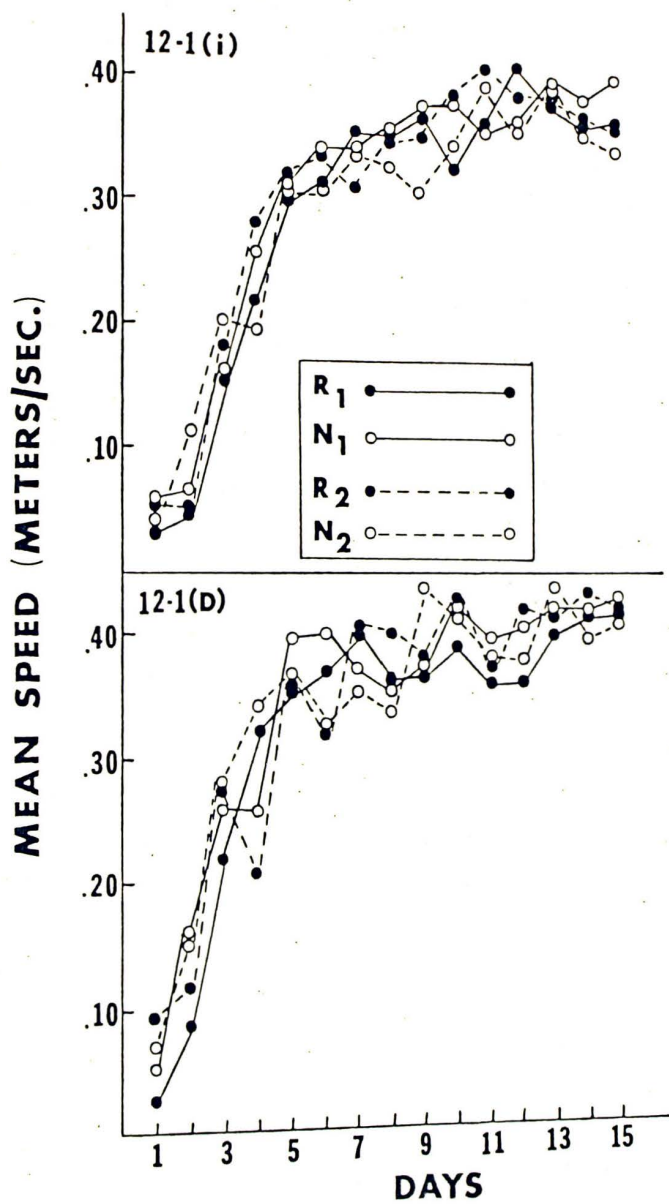 12-1(i)
.40
.30
.20
.10
R1
N1
R2
N2
MEAN SPEED (METERS/SEC.)
12-1(D)
.40
.30
.20
.10
1 3 5 7 9 11 13 15
DAYS